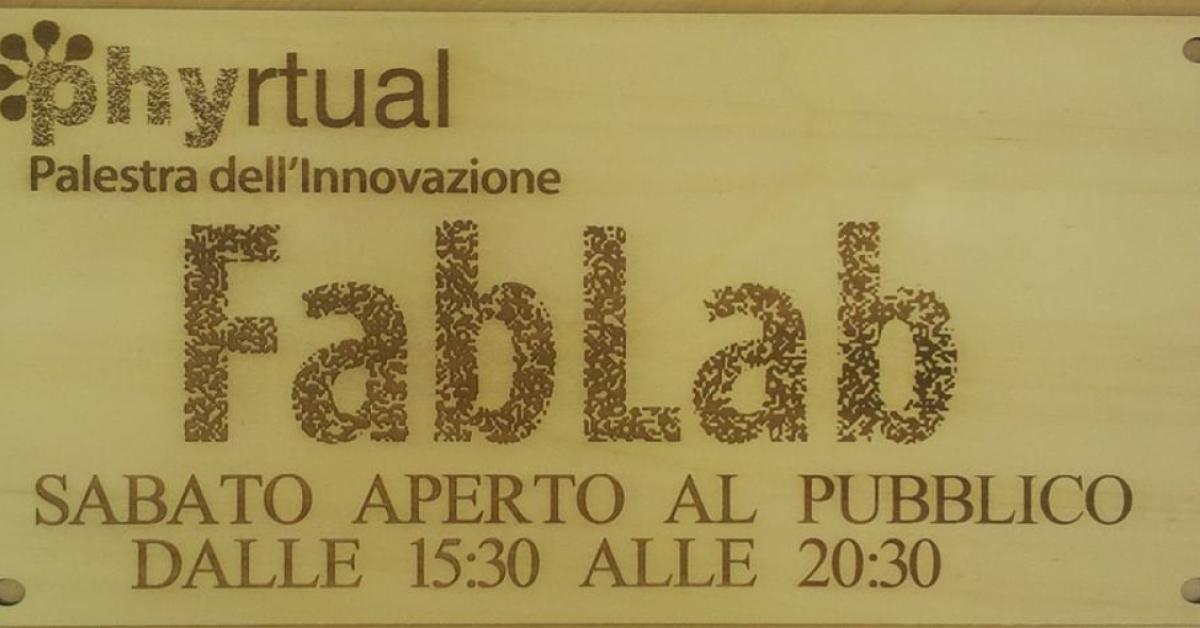 phyrtual
Palestra dell'Innovazione
FabLab
SABATO APERTO AL PUBBLICO
DALLE 15:30 ALLE 20:30